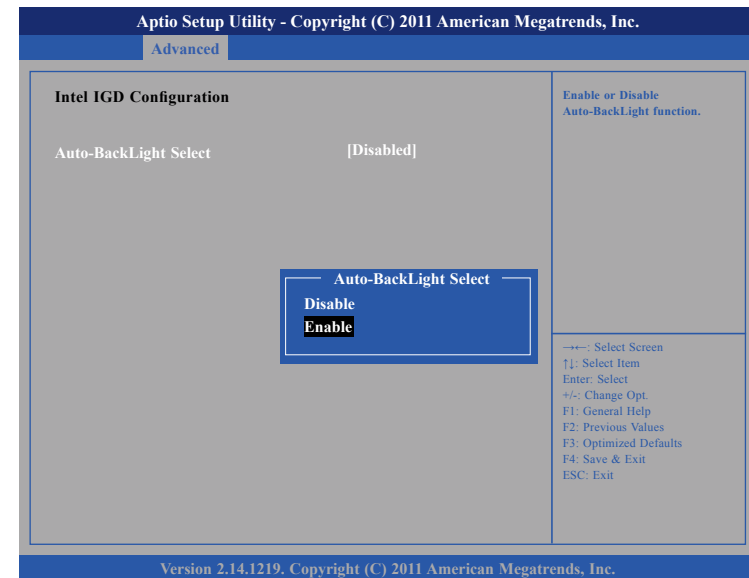 Aptio Setup Utility - Copyright (C) 2011 American Megatrends, Inc.
Advanced
Intel IGD Configuration
Auto-BackLight Select [Disabled]
Enable or Disable
Auto-BackLight function.
Auto-BackLight Select
Disable
Enable
→←: Select Screen
↑↓: Select Item
Enter: Select
+/-: Change Opt.
F1: General Help
F2: Previous Values
F3: Optimized Defaults
F4: Save & Exit
ESC: Exit
Version 2.14.1219. Copyright (C) 2011 American Megatrends, Inc.